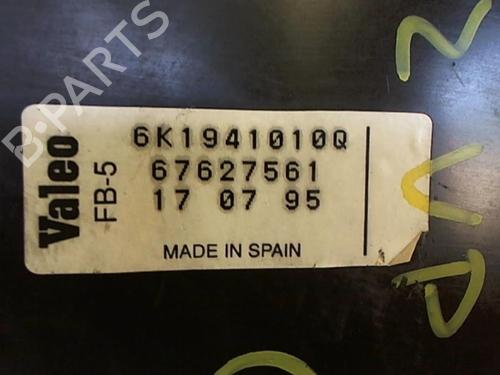 B-PARTS
Valeo
FB-5
6K1941010Q
67627561
17 07 95
MADE IN SPAIN